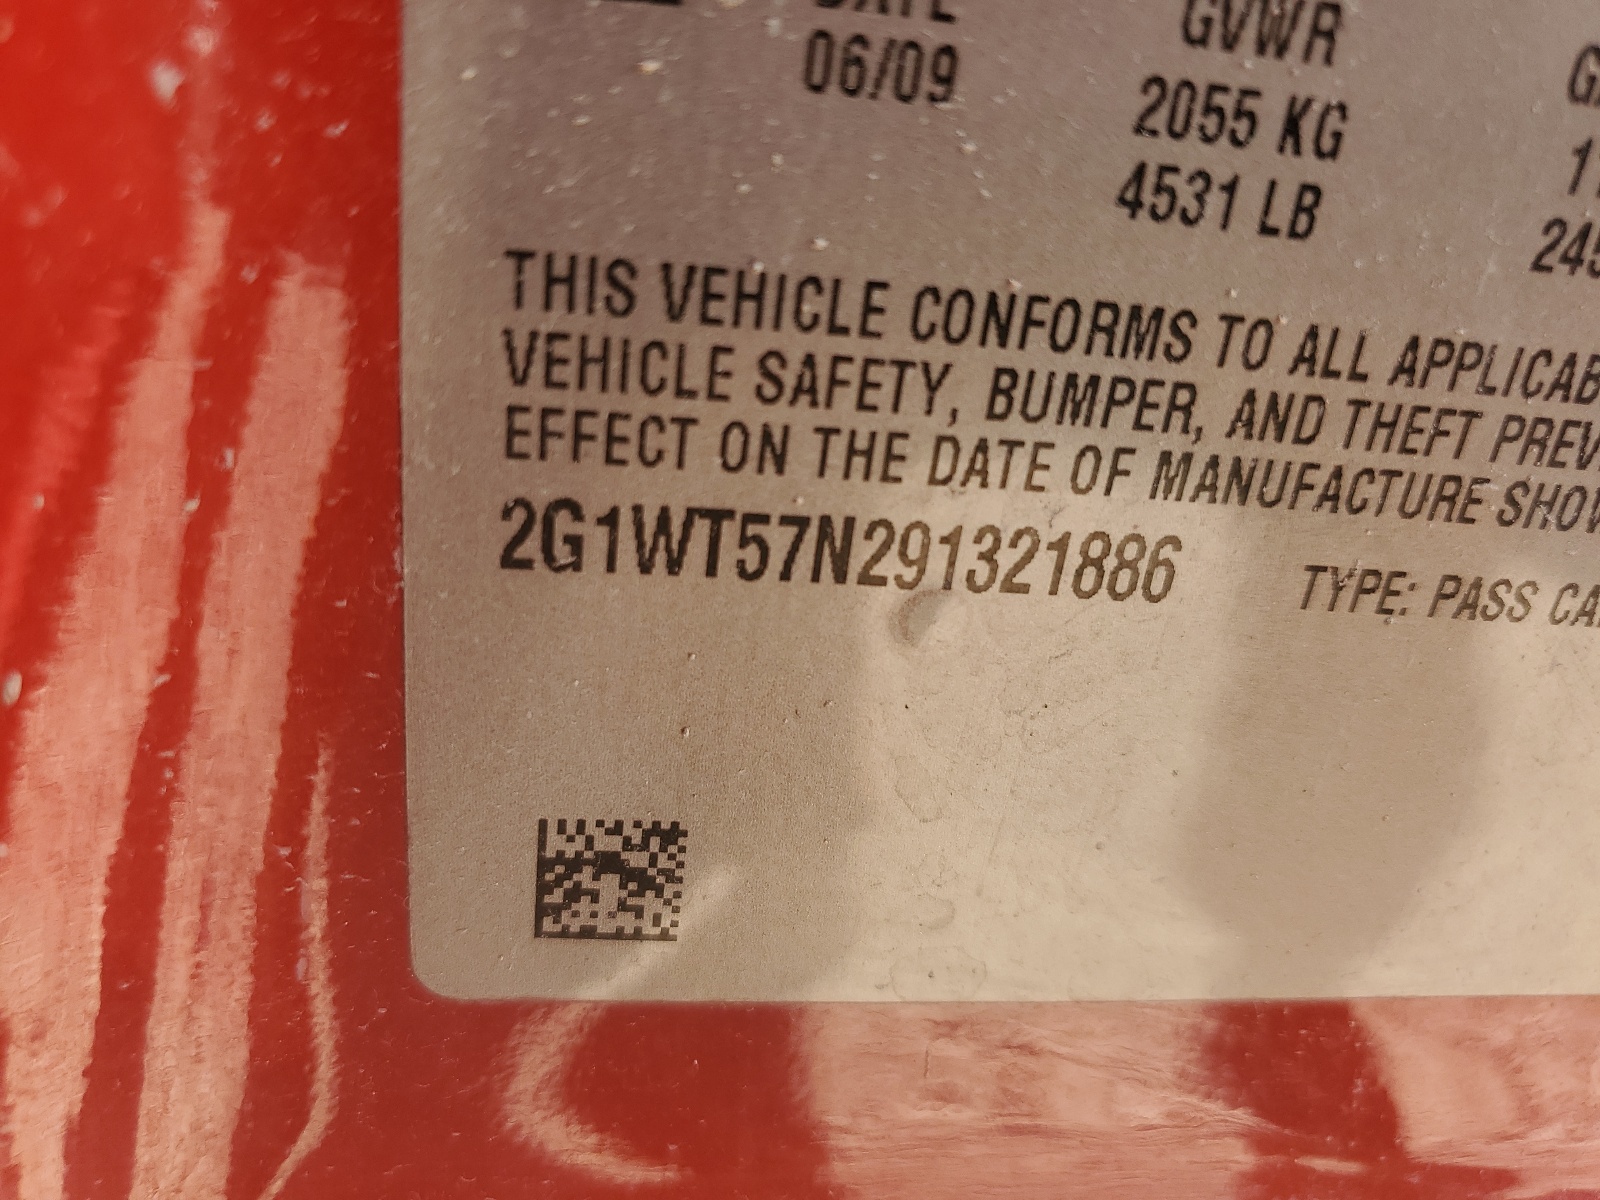 DATE GVWR
06/09 2055 KG
4531 LB
THIS VEHICLE CONFORMS TO ALL
VEHICLE SAFETY, BUMPER, AND THEFT
EFFECT ON THE DATE OF MANUFACTURE
2G1WT57N291321886 TYPE: PASS